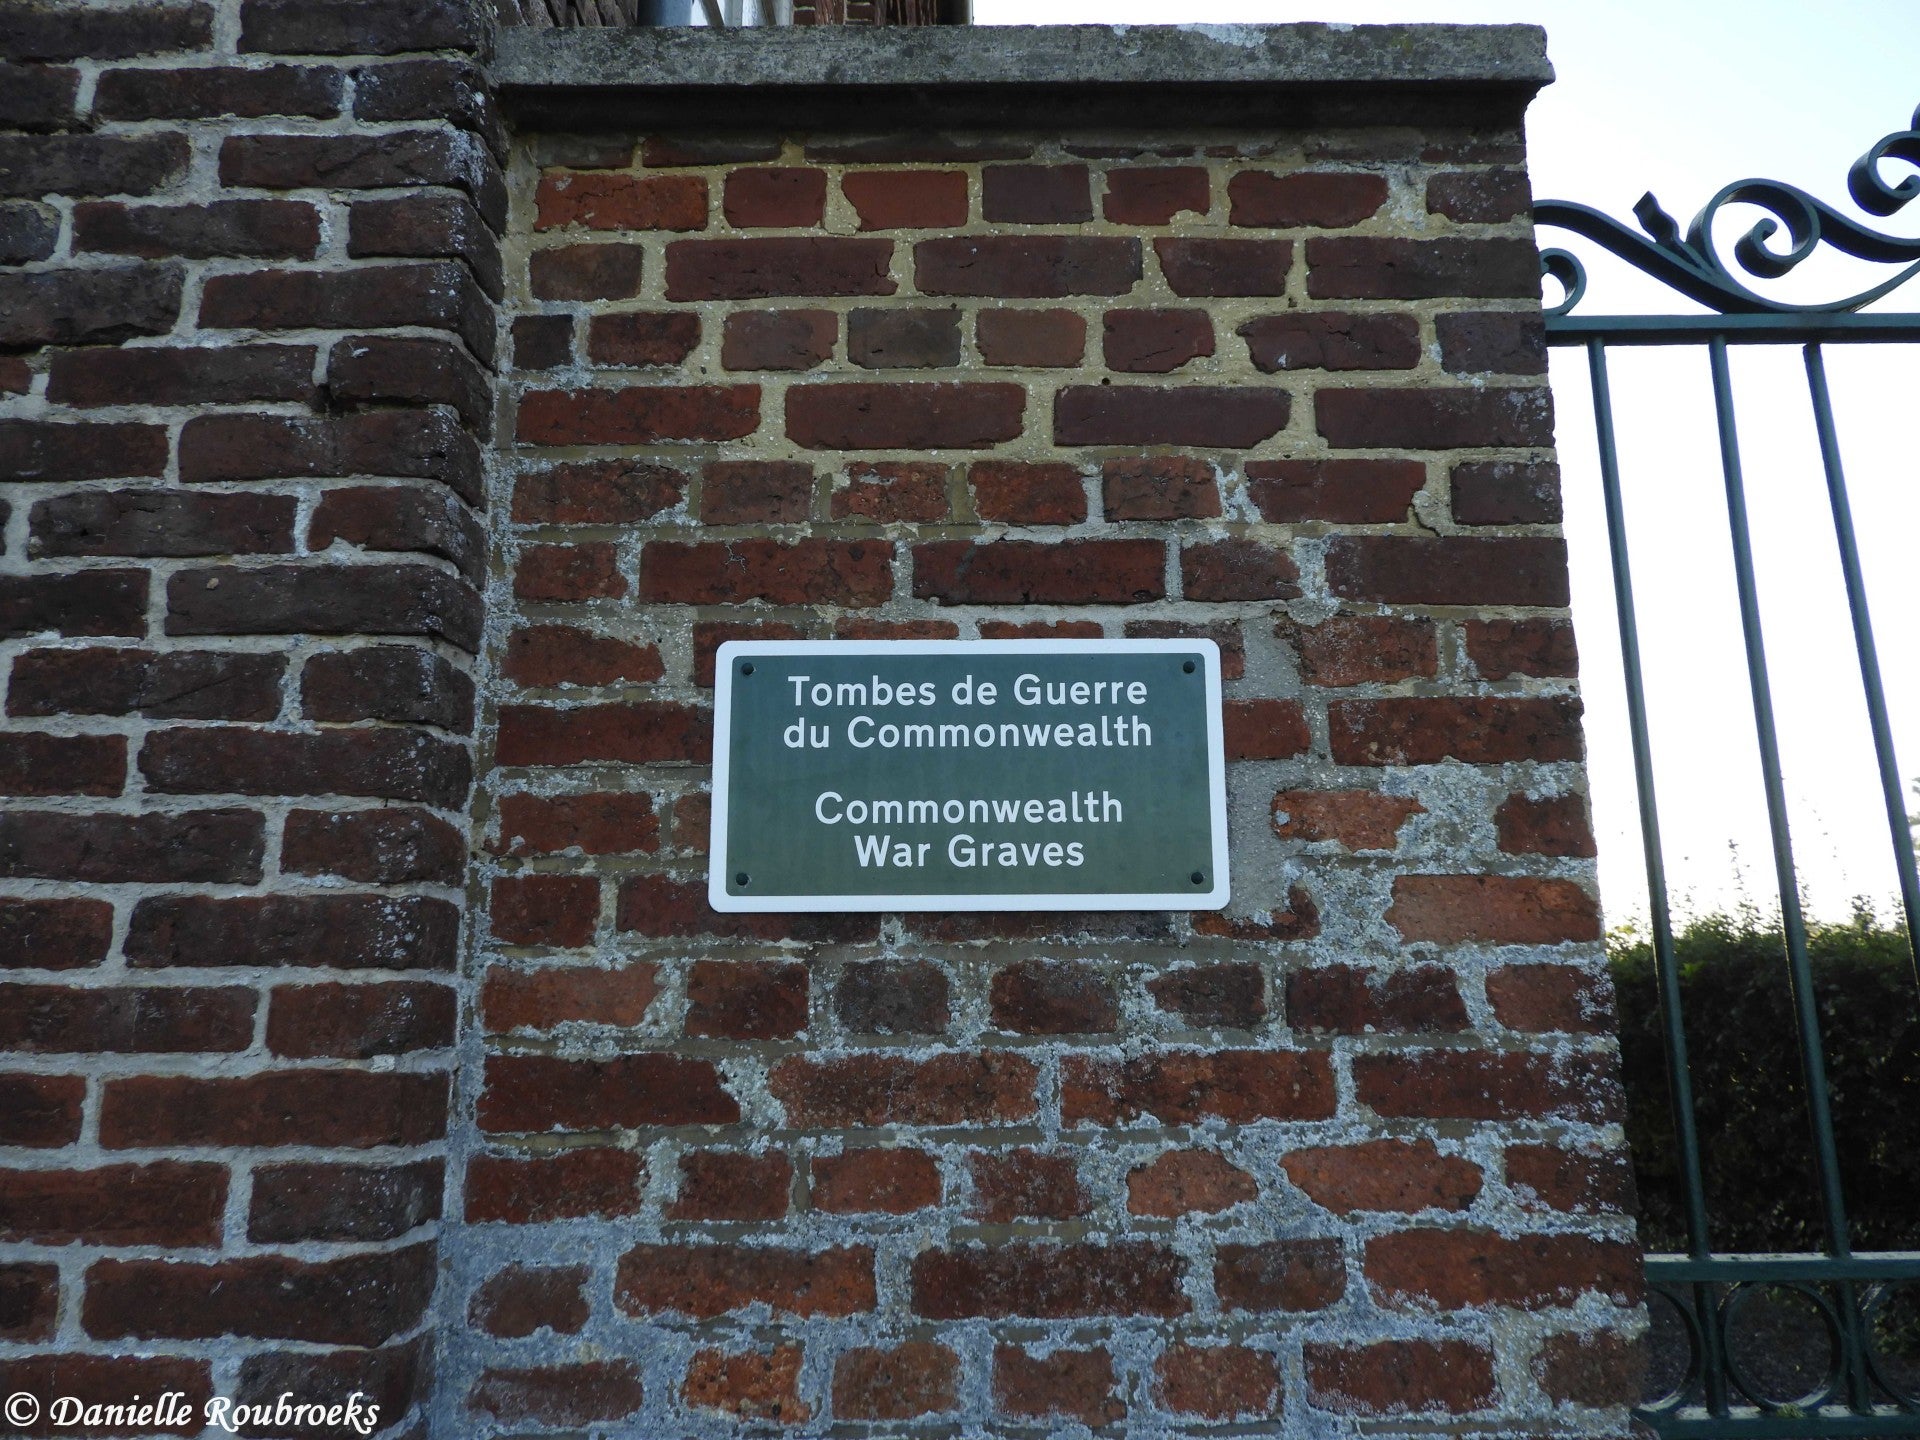 Tombes de Guerre
du Commonwealth
Commonwealth
War Graves
© Danielle Roubroeks